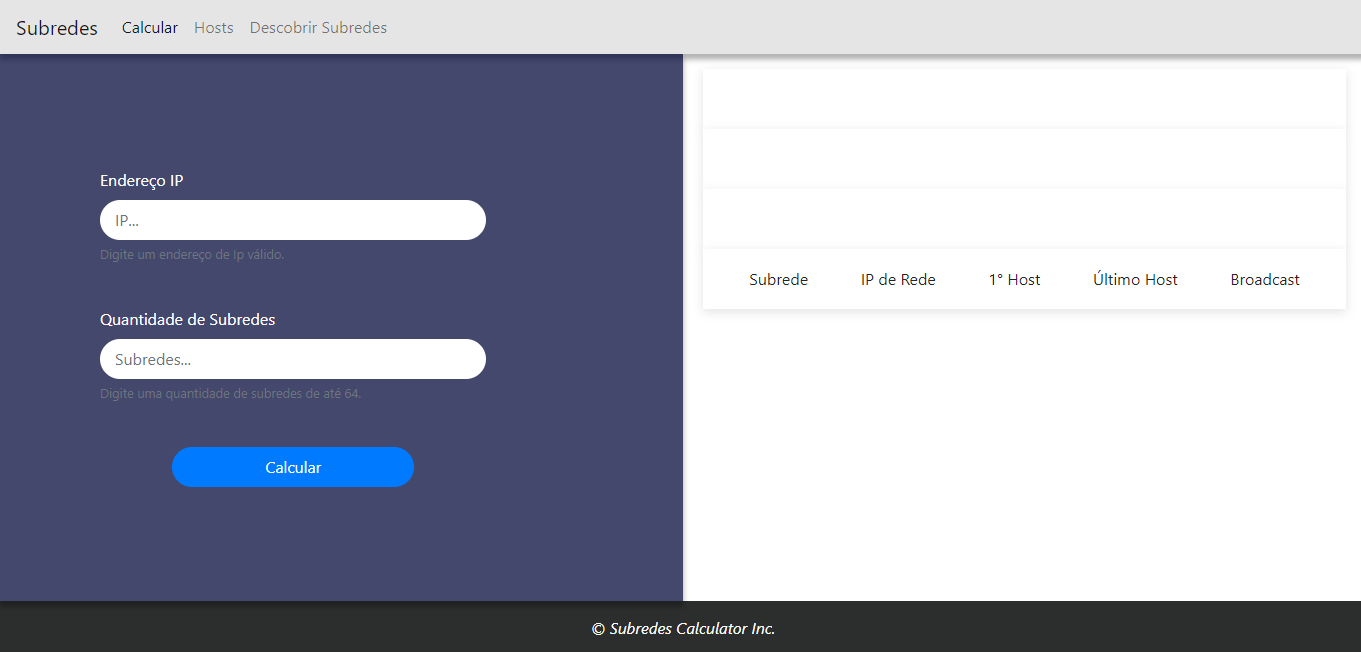 Subredes Calcular Hosts Descobrir Subredes
Endereço IP
IP...
Digite um endereço de Ip válido.
Quantidade de Subredes
Subredes...
Digite uma quantidade de subredes de até 64.
Calcular
Subrede IP de Rede 1° Host Último Host Broadcast
© Subredes Calculator Inc.